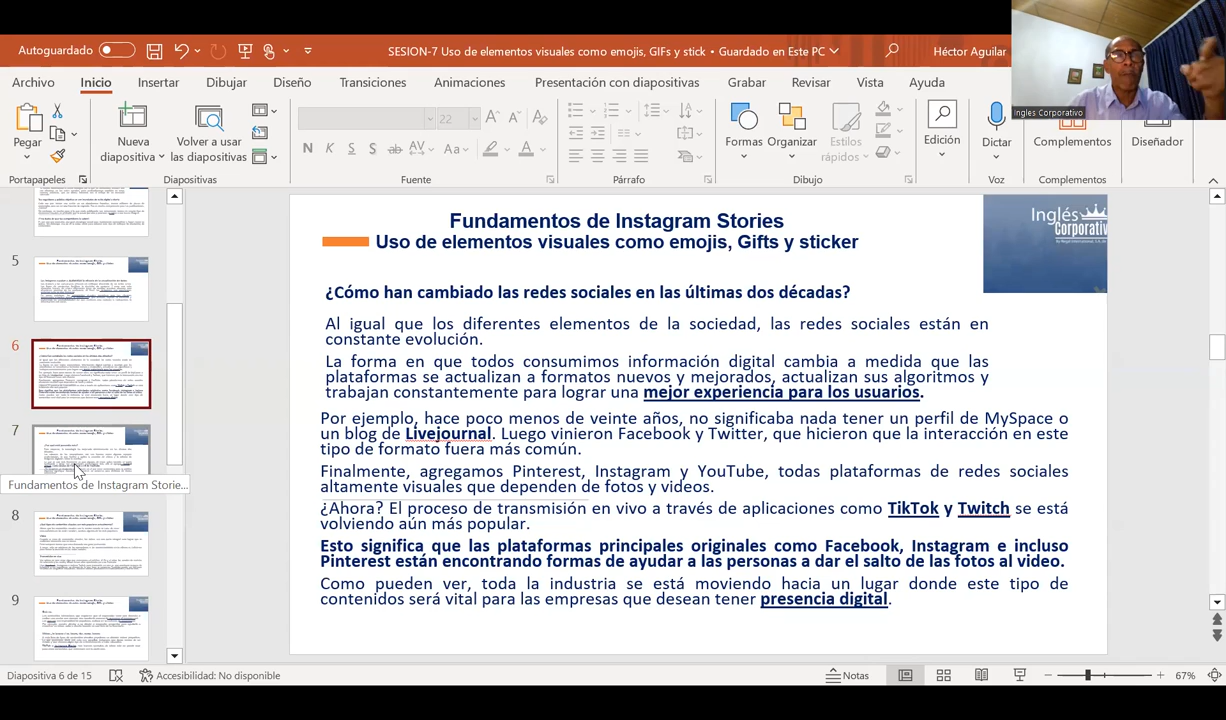 Autoguardado
SESION-7 Uso de elementos visuales como emojis, GIFs y stick • Guardado en Este PC
Héctor Aguilar
Archivo Inicio Insertar Dibujar Diseño Transiciones Animaciones Presentación con diapositivas Grabar Revisar Vista Ayuda
Ingles Corporativo
Pegar
Nueva diapositiva
Volver a usar las diapositivas
22
N K S S ab AV Aa A
Formas
Organizar
Estilos rápidos
Edición
Dictar
Complementos
Diseñador
Portapapeles Diapositivas Fuente Párrafo Dibujo Voz Complementos
5
6
7
Fundamentos de Instagram Storie...
8
9
Fundamentos de Instagram Stories
Uso de elementos visuales como emojis, Gifts y sticker
Inglés
Corporativ
¿Cómo han cambiado las redes sociales en las últimas dos décadas?
Al igual que los diferentes elementos de la sociedad, las redes sociales están en
constante evolución.
La forma en que los consumimos información digital cambia a medida que las
plataformas se actualizan a formatos nuevos y mejorados, actualizan sus algoritmos y
trabajan constantemente para lograr una mejor experiencia para los usuarios.
Por ejemplo, hace poco menos de veinte años, no significaba nada tener un perfil de MySpace o
un blog de Livejournal. Luego vinieron Facebook y Twitter, que hicieron que la interacción en este
tipo de formato fuera más común.
Finalmente, agregamos Pinterest, Instagram y YouTube, todas plataformas de redes sociales
altamente visuales que dependen de fotos y videos.
¿Ahora? El proceso de transmisión en vivo a través de aplicaciones como TikTok y Twitch se está
volviendo aún más popular.
Esto significa que las plataformas principales originales como Facebook, Instagram e incluso
Pinterest están encontrando formas de ayudar a las personas a dar el salto de las fotos al video.
Como pueden ver, toda la industria se está moviendo hacia un lugar donde este tipo de
contenidos será vital para las empresas que desean tener presencia digital.
Diapositiva 6 de 15
Accesibilidad: No disponible
Notas
67%